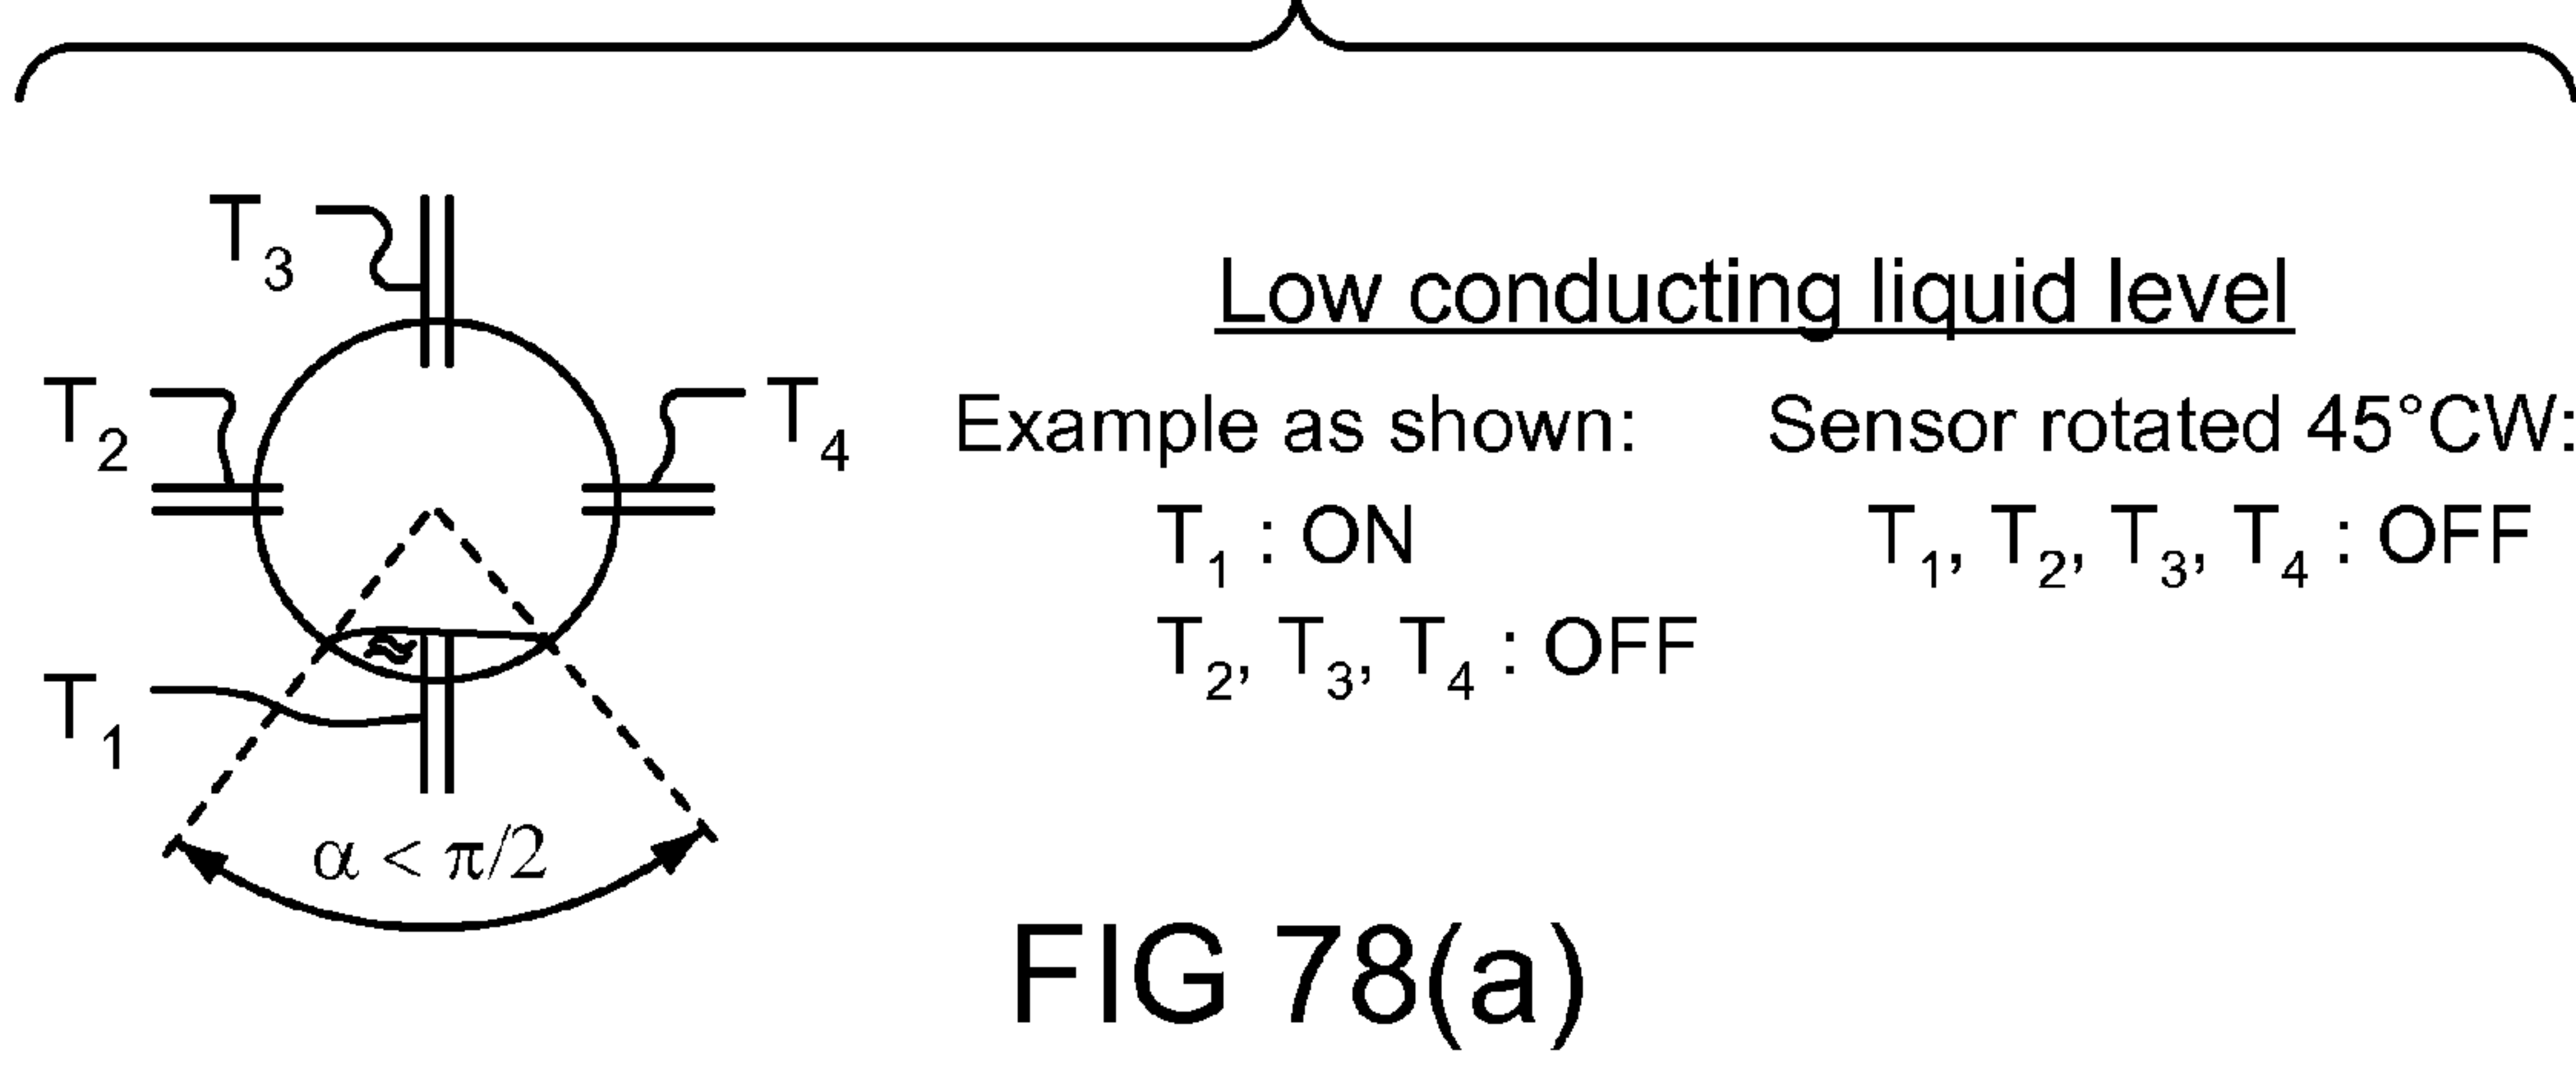 T3
Low conducting liquid level
T2
T4
Example as shown:
Sensor rotated 45°CW:
T1 : ON
T1, T2, T3, T4 : OFF
T2, T3, T4 : OFF
T1
α < π/2
FIG 78(a)